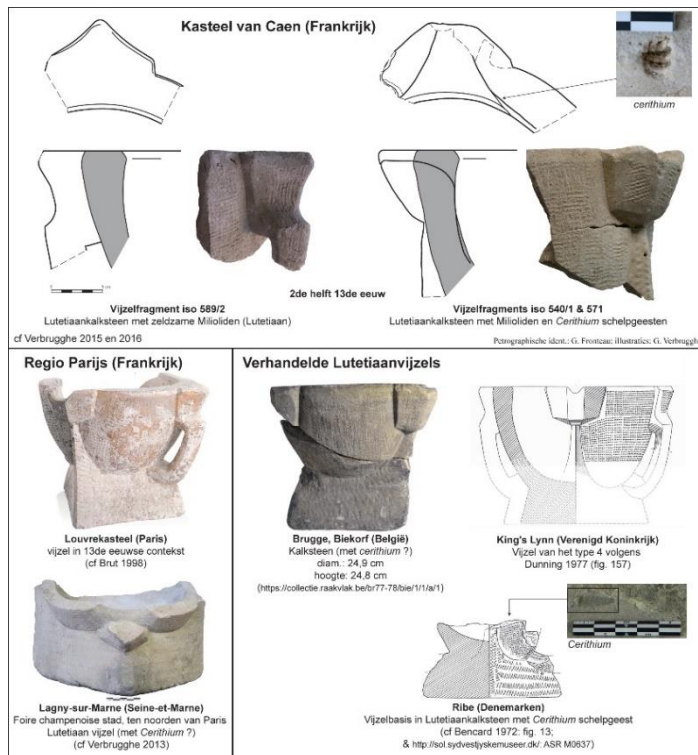 Kasteel van Caen (Frankrijk)
cerithium
2de helft 13de eeuw
Vijzelfragment iso 589/2
Lutetiaankalksteen met zeldzame Milioliden (Lutetiaan)
Vijzelfragments iso 540/1 & 571
Lutetiaankalksteen met Milioliden en Cerithium schelpgeesten
cf Verbrugghe 2015 en 2016
Petrographische ident.: G. Fronteau; illustraties: G. Verbruggh
Regio Parijs (Frankrijk)
Louvrekasteel (Paris)
vijzel in 13de eeuwse contekst
(cf Brut 1998)
Lagny-sur-Marne (Seine-et-Marne)
Foire champenoise stad, ten noorden van Paris
Lutetiaan vijzel (met Cerithium ?)
(cf Verbrugghe 2013)
Verhandelde Lutetiaanvijzels
Brugge, Biekorf (België)
Kalksteen (met cerithium ?)
diam.: 24,9 cm
hoogte: 24,8 cm
(https://collectie.raakvlak.be/br77-78/bie/1/1/a/1)
King's Lynn (Verenigd Koninkrijk)
Vijzel van het type 4 volgens
Dunning 1977 (fig. 157)
Cerithium
Ribe (Denemarken)
Vijzelbasis in Lutetiaankalksteen met Cerithium schelpgeest
(cf Bencard 1972: fig. 13;
& http://sol.sydvestjyskemuseer.dk/: ASR M0637)